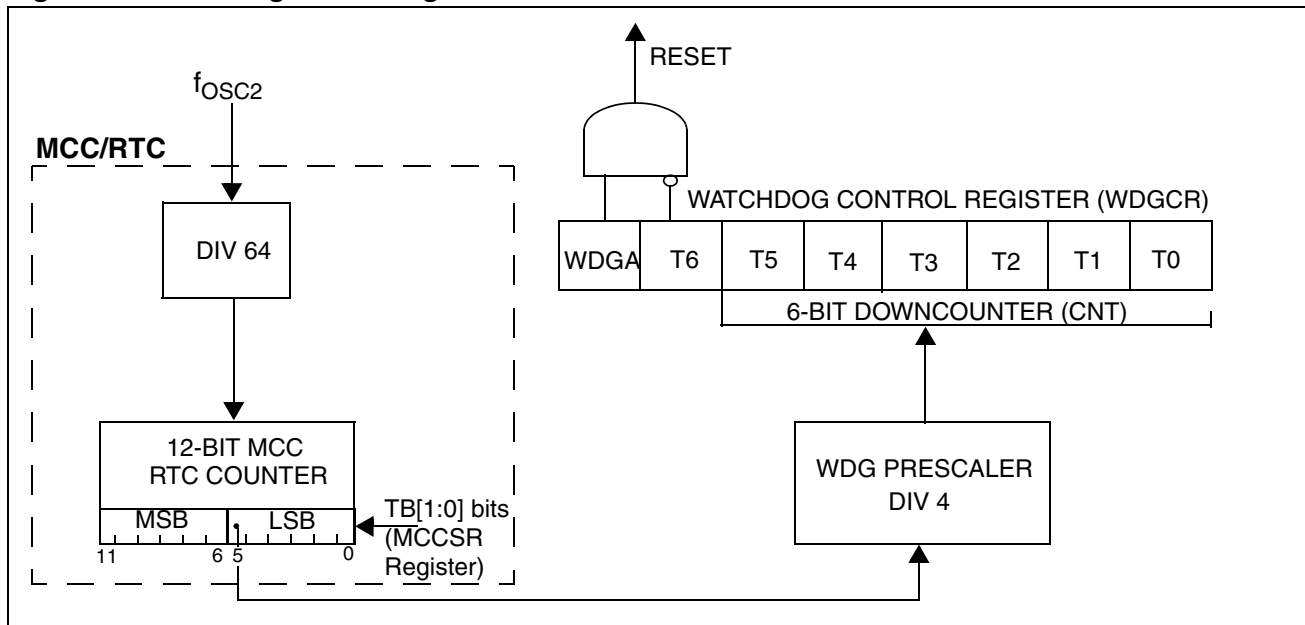 RESET
fOSC2
MCC/RTC
DIV 64
12-BIT MCC
RTC COUNTER
MSB LSB
11 6 5 0
TB[1:0] bits
(MCCSR
Register)
WATCHDOG CONTROL REGISTER (WDGCR)
WDGA T6 T5 T4 T3 T2 T1 T0
6-BIT DOWNCOUNTER (CNT)
WDG PRESCALER
DIV 4